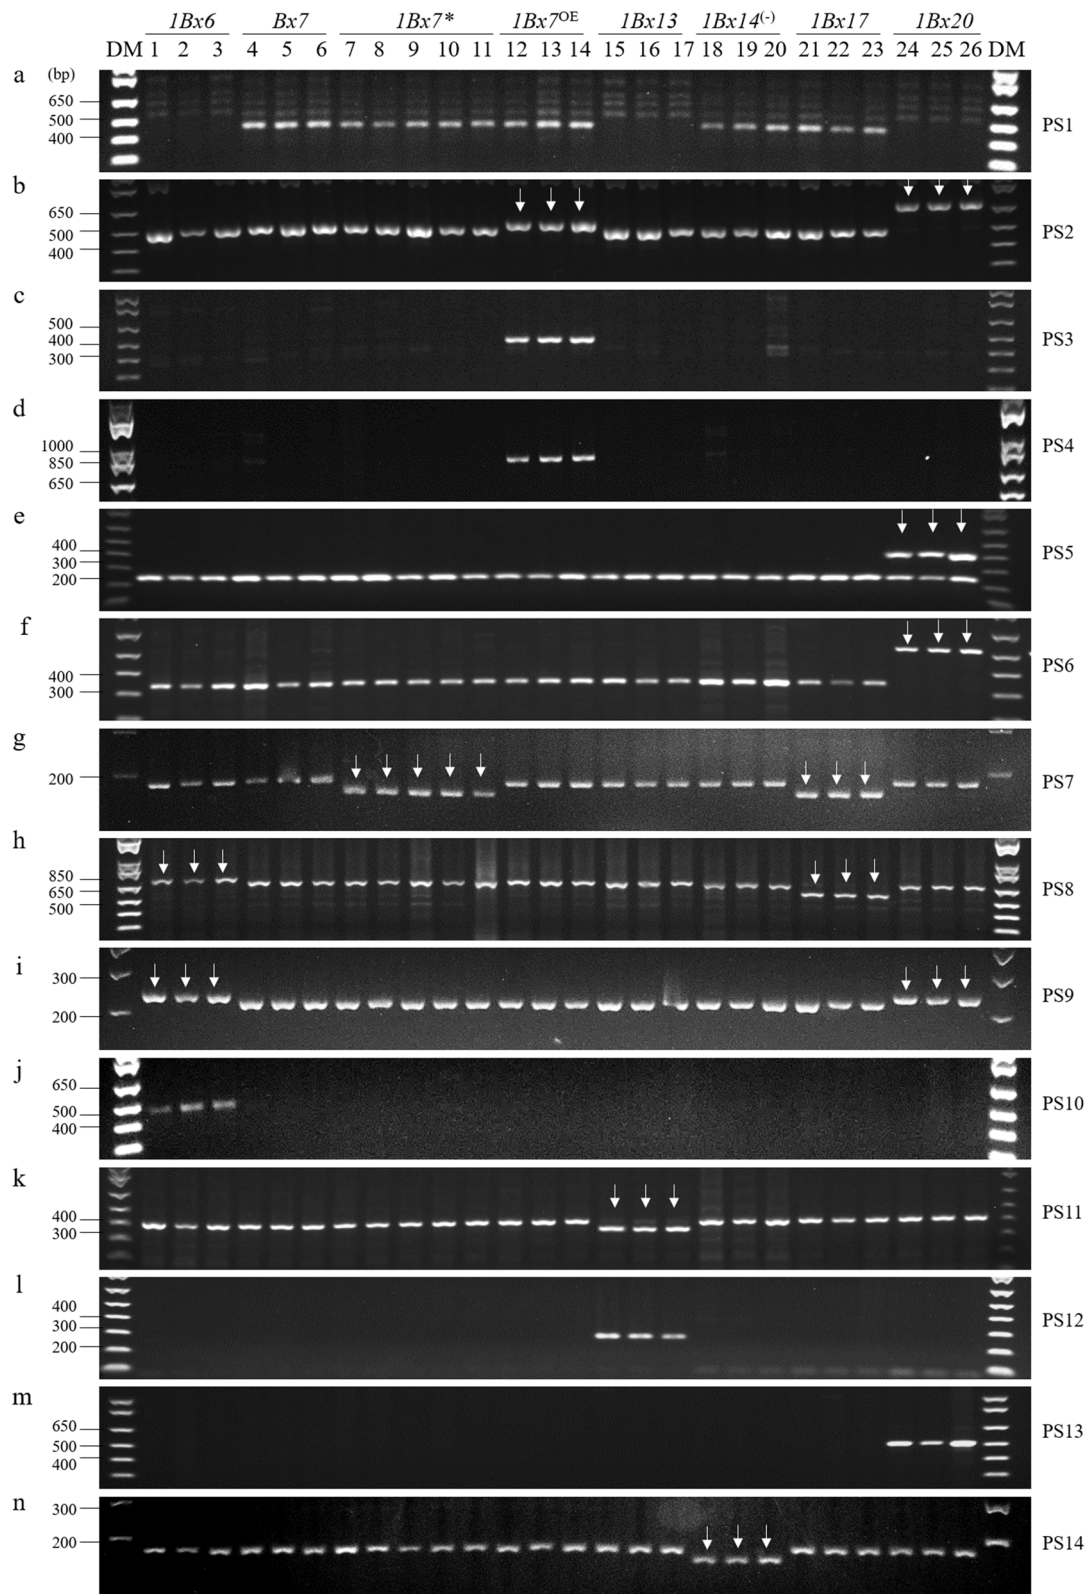 1Bx6 Bx7 1Bx7* 1Bx7OE 1Bx13 1Bx14(-) 1Bx17 1Bx20
DM 1 2 3 4 5 6 7 8 9 10 11 12 13 14 15 16 17 18 19 20 21 22 23 24 25 26 DM
a (bp)
650
500
400
PS1
b
650
500
400
PS2
c
500
400
300
PS3
d
1000
850
650
PS4
e
400
300
200
PS5
f
400
300
PS6
g
200
PS7
h
850
650
500
PS8
i
300
200
PS9
j
650
500
400
PS10
k
400
300
PS11
l
400
300
200
PS12
m
650
500
400
PS13
n
300
200
PS14